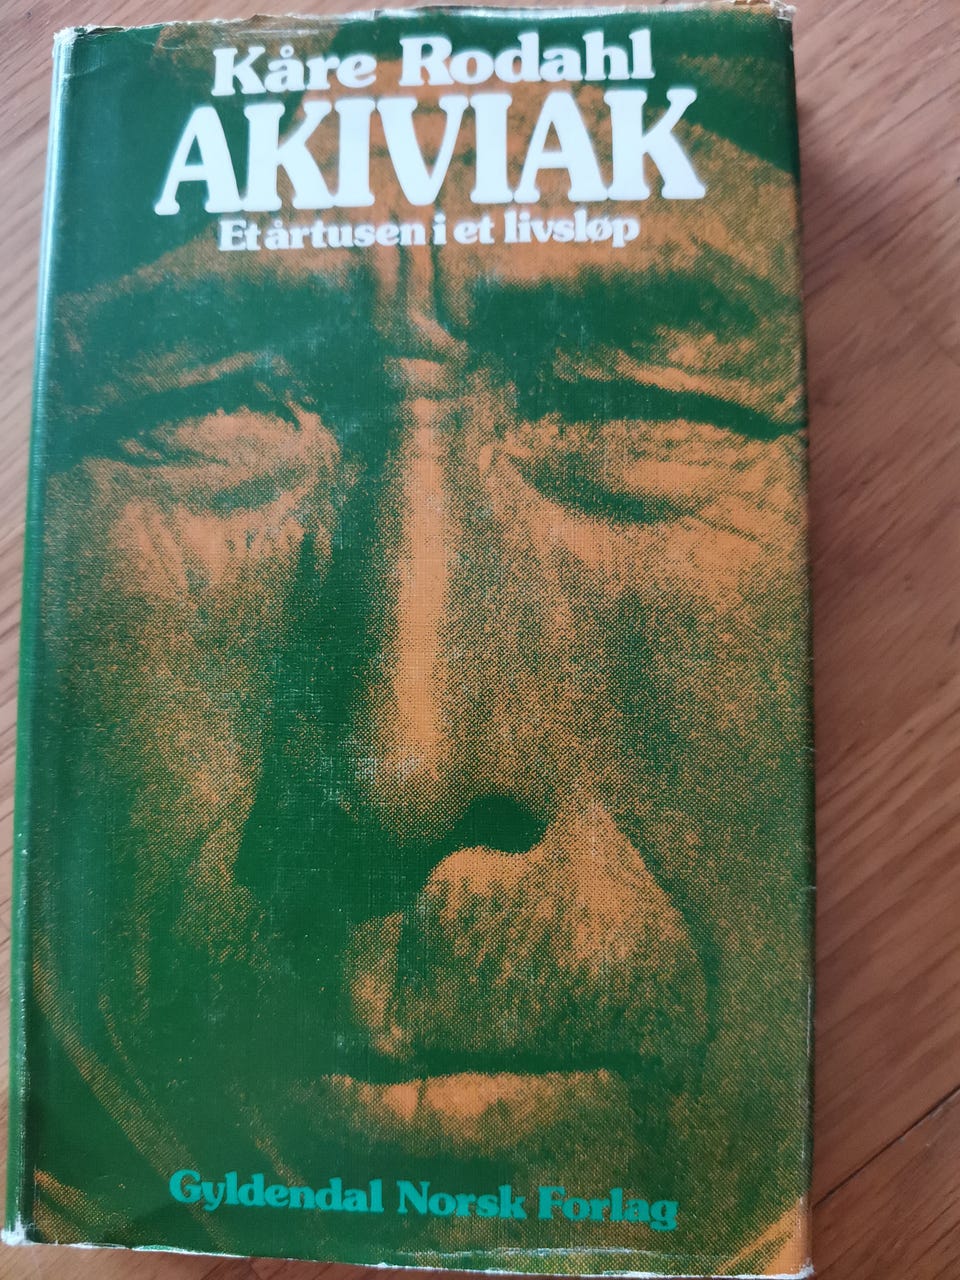 Kåre Rodahl
AKIVIAK
Et årtusen i et livsløp
Gyldendal Norsk Forlag